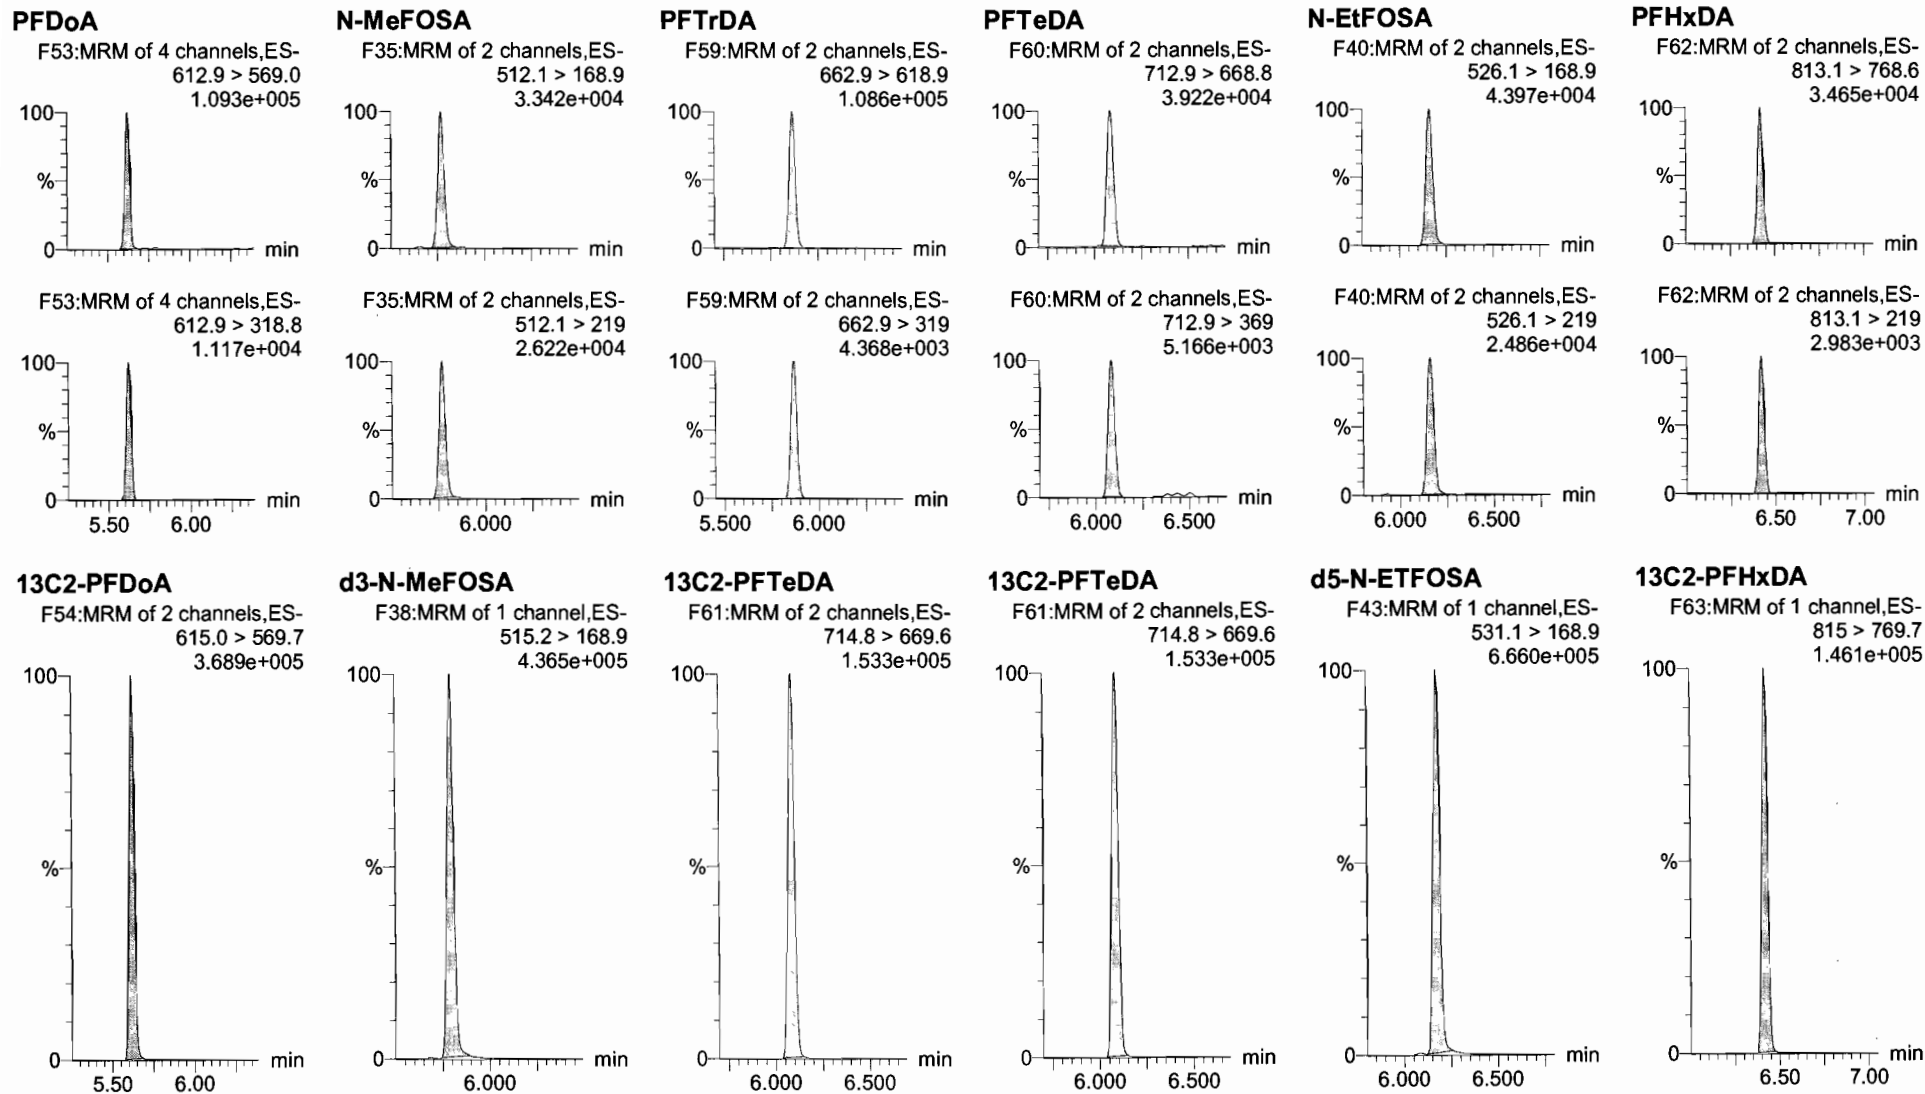 PFDoA
F53:MRM of 4 channels,ES-
612.9 > 569.0
1.093e+005
100
%
0
min
N-MeFOSA
F35:MRM of 2 channels,ES-
512.1 > 168.9
3.342e+004
100
%
0
min
PFTrDA
F59:MRM of 2 channels,ES-
662.9 > 618.9
1.086e+005
100
%
0
min
PFTeDA
F60:MRM of 2 channels,ES-
712.9 > 668.8
3.922e+004
100
%
0
min
N-EtFOSA
F40:MRM of 2 channels,ES-
526.1 > 168.9
4.397e+004
100
%
0
min
PFHxDA
F62:MRM of 2 channels,ES-
813.1 > 768.6
3.465e+004
100
%
0
min
F53:MRM of 4 channels,ES-
612.9 > 318.8
1.117e+004
100
%
0
min
5.50 6.00
F35:MRM of 2 channels,ES-
512.1 > 219
2.622e+004
100
%
0
min
6.000
F59:MRM of 2 channels,ES-
662.9 > 319
4.368e+003
100
%
0
min
5.500 6.000
F60:MRM of 2 channels,ES-
712.9 > 369
5.166e+003
100
%
0
min
6.000 6.500
F40:MRM of 2 channels,ES-
526.1 > 219
2.486e+004
100
%
0
min
6.000 6.500
F62:MRM of 2 channels,ES-
813.1 > 219
2.983e+003
100
%
0
min
6.50 7.00
13C2-PFDoA
F54:MRM of 2 channels,ES-
615.0 > 569.7
3.689e+005
100
%
0
min
5.50 6.00
d3-N-MeFOSA
F38:MRM of 1 channel,ES-
515.2 > 168.9
4.365e+005
100
%
0
min
6.000
13C2-PFTeDA
F61:MRM of 2 channels,ES-
714.8 > 669.6
1.533e+005
100
%
0
min
6.000 6.500
13C2-PFTeDA
F61:MRM of 2 channels,ES-
714.8 > 669.6
1.533e+005
100
%
0
min
6.000 6.500
d5-N-ETFOSA
F43:MRM of 1 channel,ES-
531.1 > 168.9
6.660e+005
100
%
0
min
6.000 6.500
13C2-PFHxDA
F63:MRM of 1 channel,ES-
815 > 769.7
1.461e+005
100
%
0
min
6.50 7.00